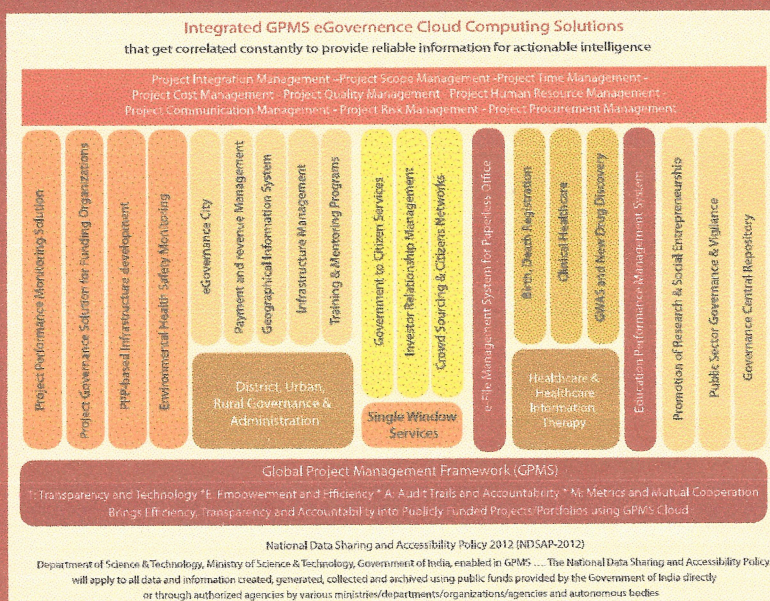 Integrated GPMS eGovernence Cloud Computing Solutions
that get correlated constantly to provide reliable information for actionable intelligence
Project Integration Management –Project Scope Management -Project Time Management -
Project Cost Management - Project Quality Management - Project Human Resource Management -
Project Communication Management - Project Risk Management - Project Procurement Management
Project Performance Monitoring Solution
Project Governance Solution for Funding Organizations
PPP-based Infrastructure development
Environmental Health Safety Monitoring
eGovernance City
Payment and revenue Management
Geographical Information System
Infrastructure Management
Training & Mentoring Programs
District, Urban,
Rural Governance &
Administration
Government to Citizen Services
Investor Relationship Management
Crowd Sourcing & Citizens Networks
Single Window
Services
e-File Management System for Paperless Office
Birth, Death Registration
Clinical Healthcare
GWAS and New Drug Discovery
Healthcare &
Healthcare
Information
Therapy
Education Performance Management System
Promotion of Research & Social Entrepreneurship
Public Sector Governance & Vigilance
Governance Central Repository
Global Project Management Framework (GPMS)
T: Transparency and Technology *E: Empowerment and Efficiency * A: Audit Trails and Accountability * M: Metrics and Mutual Cooperation
Brings Efficiency, Transparency and Accountability into Publicly Funded Projects/Portfolios using GPMS Cloud
National Data Sharing and Accessibility Policy 2012 (NDSAP-2012)
Department of Science & Technology, Ministry of Science & Technology, Government of India, enabled in GPMS .... The National Data Sharing and Accessibility Policy
will apply to all data and information created, generated, collected and archived using public funds provided by the Government of India directly
or through authorized agencies by various ministries/departments/organizations/agencies and autonomous bodies